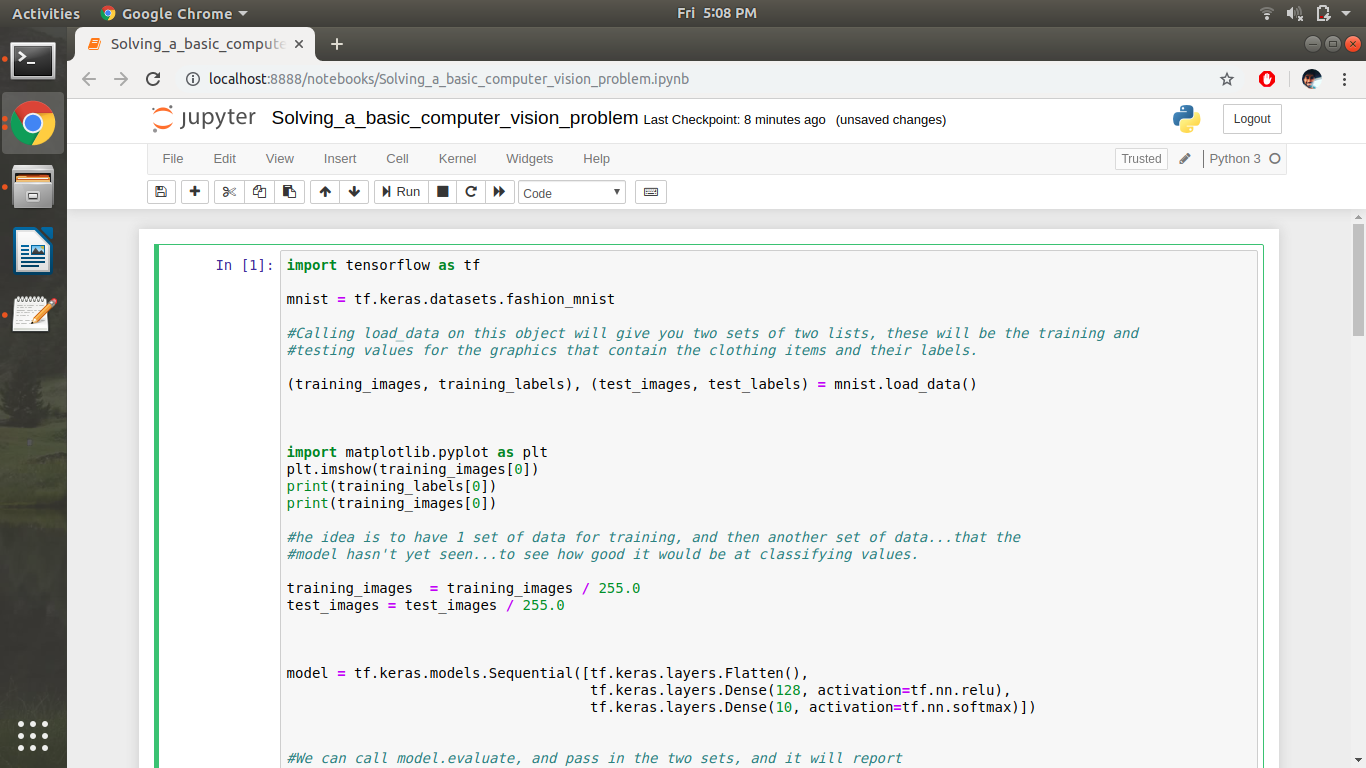 Activities Google Chrome Fri 5:08 PM
Solving_a_basic_compute
localhost:8888/notebooks/Solving_a_basic_computer_vision_problem.ipynb
jupyter Solving_a_basic_computer_vision_problem Last Checkpoint: 8 minutes ago (unsaved changes) Logout
File Edit View Insert Cell Kernel Widgets Help Trusted Python 3
Run Code
In [1]: import tensorflow as tf
mnist = tf.keras.datasets.fashion_mnist
#Calling load_data on this object will give you two sets of two lists, these will be the training and
#testing values for the graphics that contain the clothing items and their labels.
(training_images, training_labels), (test_images, test_labels) = mnist.load_data()
import matplotlib.pyplot as plt
plt.imshow(training_images[0])
print(training_labels[0])
print(training_images[0])
#he idea is to have 1 set of data for training, and then another set of data...that the
#model hasn't yet seen...to see how good it would be at classifying values.
training_images  = training_images / 255.0
test_images = test_images / 255.0
model = tf.keras.models.Sequential([tf.keras.layers.Flatten(),
tf.keras.layers.Dense(128, activation=tf.nn.relu),
tf.keras.layers.Dense(10, activation=tf.nn.softmax)])
#We can call model.evaluate, and pass in the two sets, and it will report